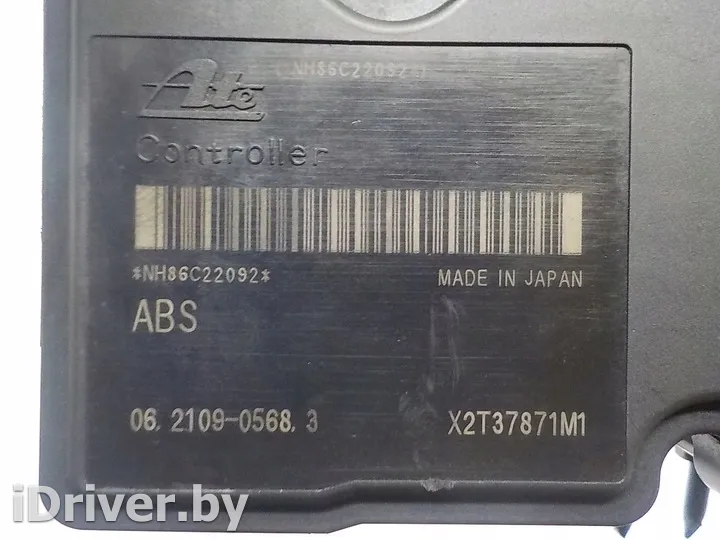 Ate
Controller
*NH86C22092*
MADE IN JAPAN
ABS
06.2109-0568.3
X2T37871M1
iDriver.by